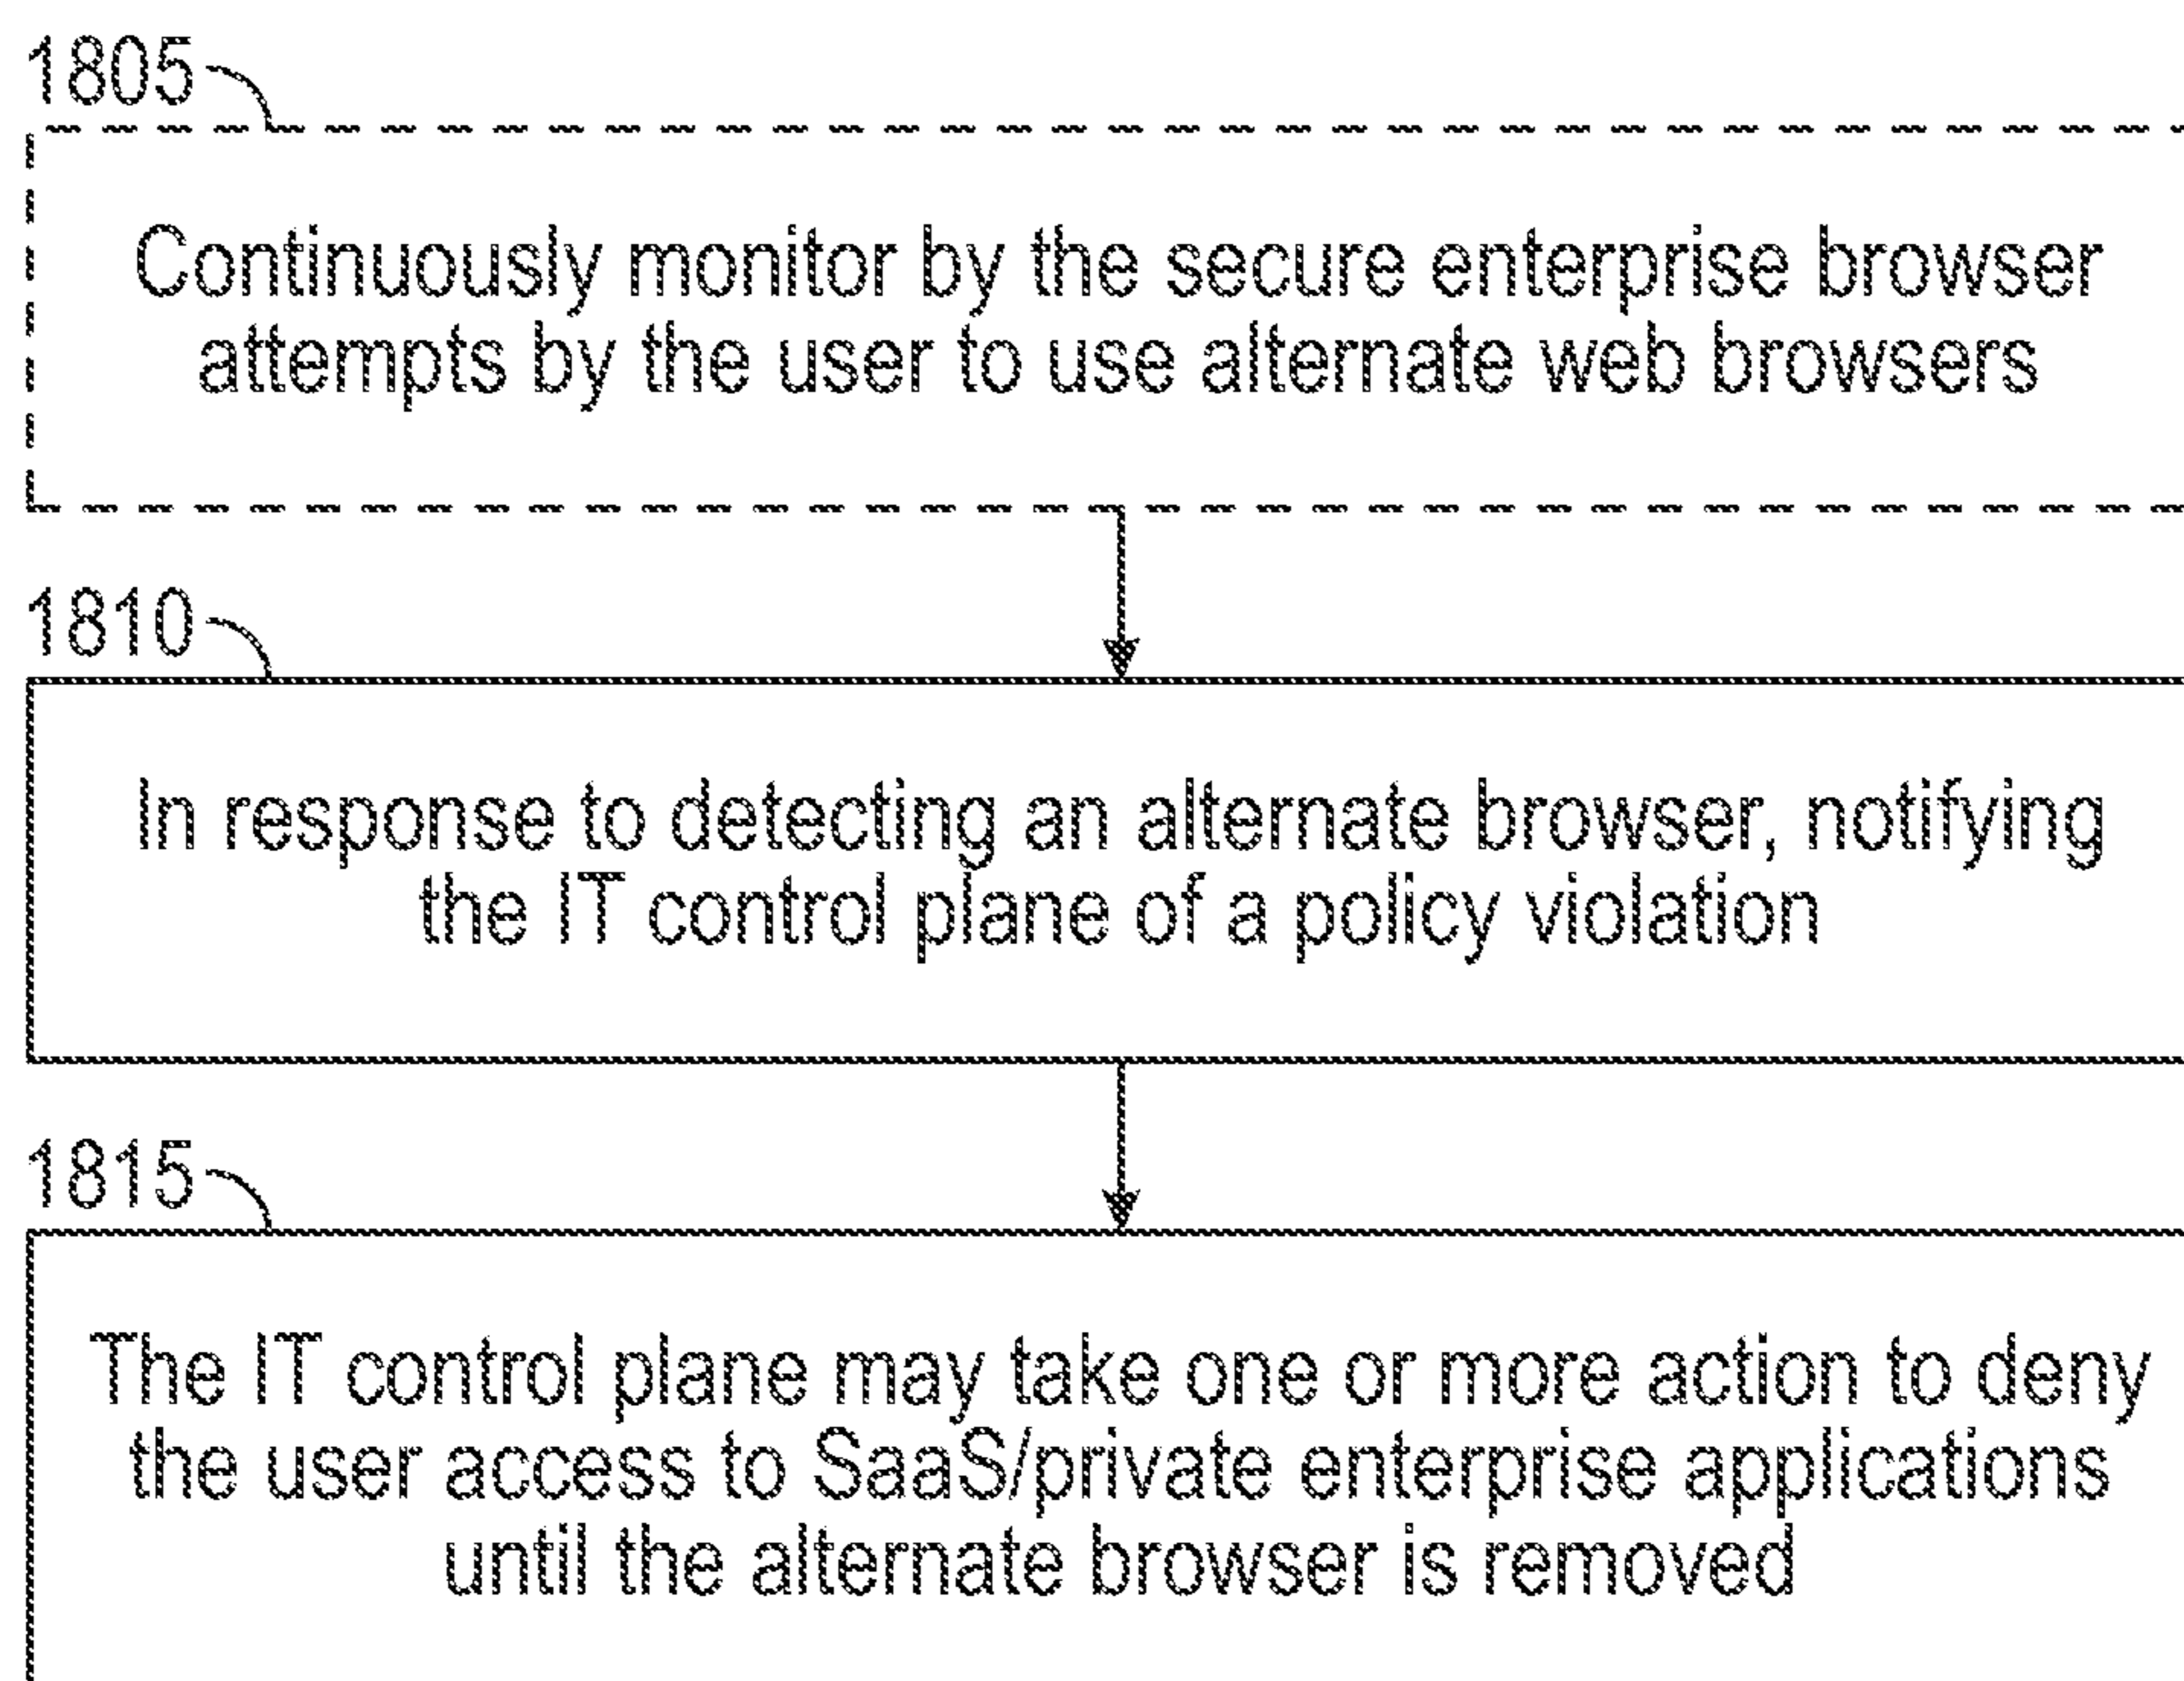 1805
Continuously monitor by the secure enterprise browser
attempts by the user to use alternate web browsers
1810
In response to detecting an alternate browser, notifying
the IT control plane of a policy violation
1815
The IT control plane may take one or more action to deny
the user access to SaaS/private enterprise applications
until the alternate browser is removed